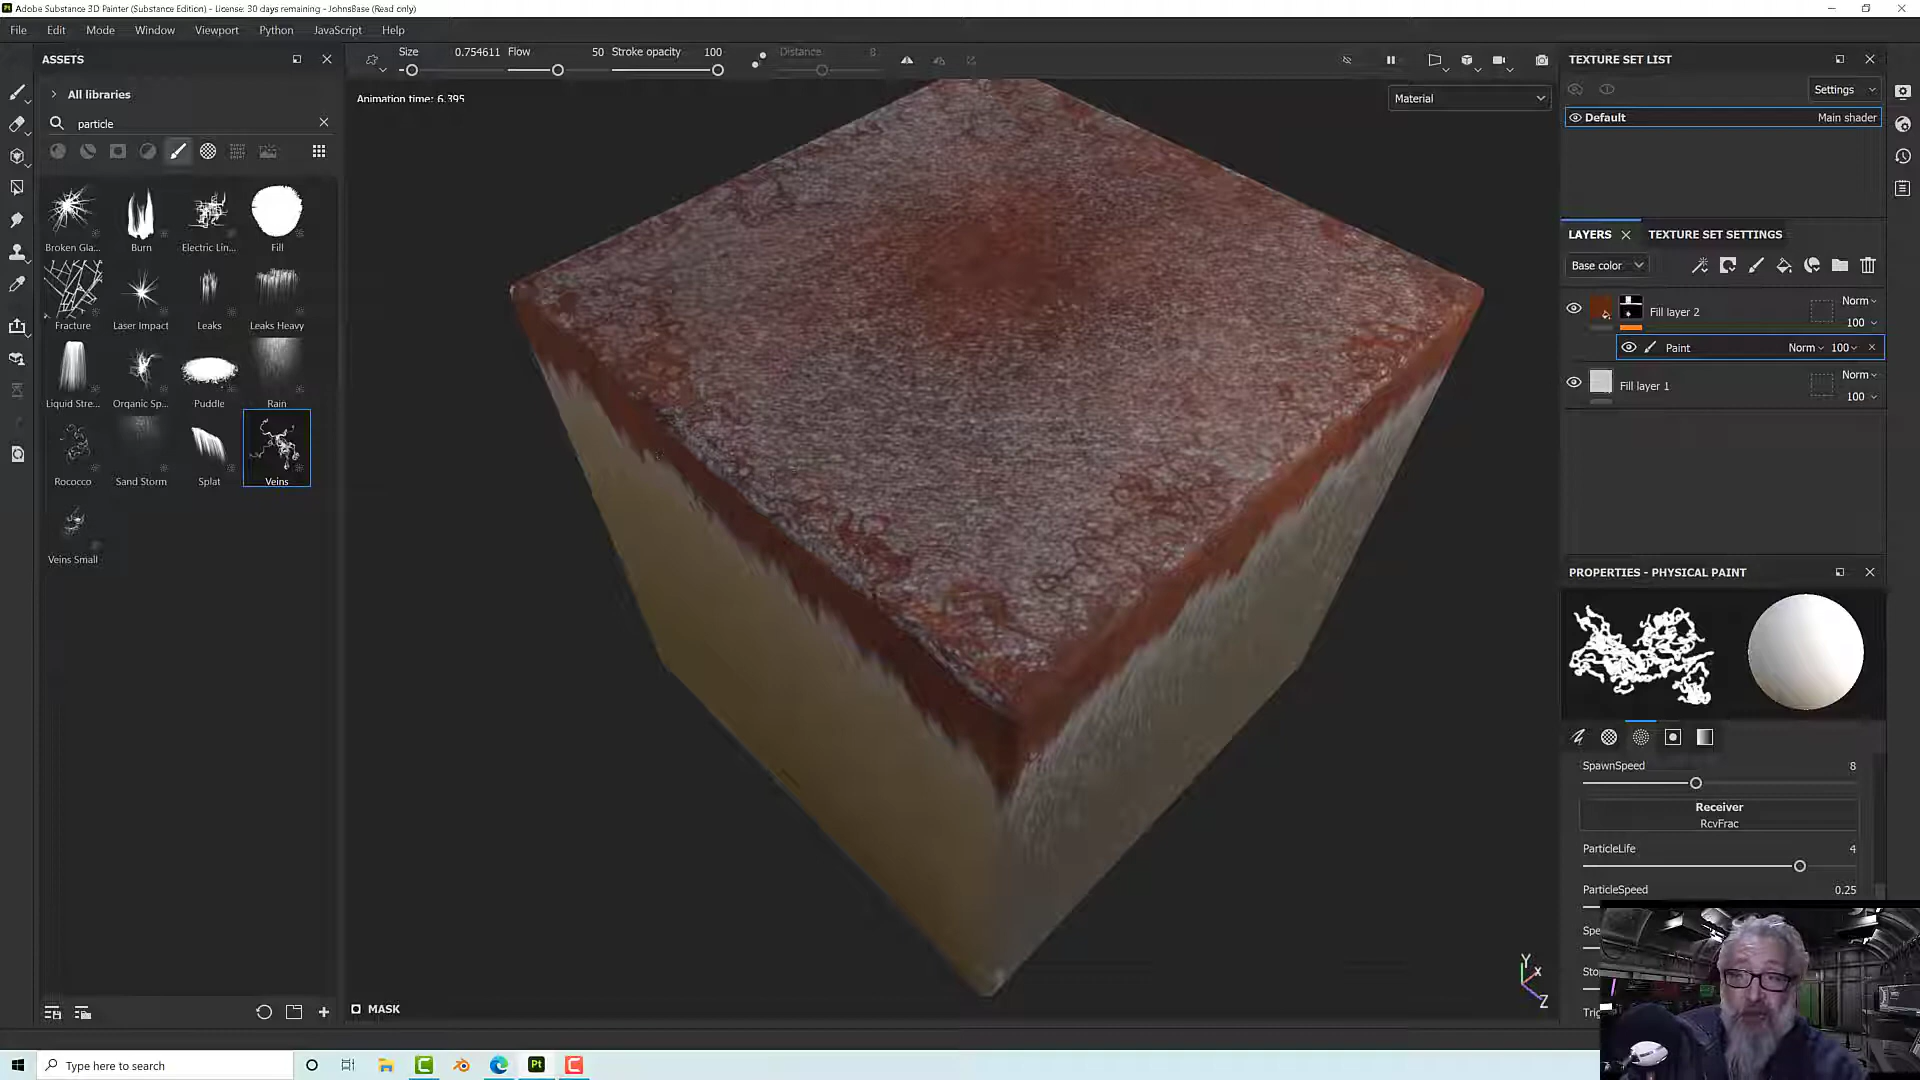 Adobe Substance 3D Painter (Substance Edition) - License: 30 days remaining - JohnsBase (Read only)
File Edit Mode Window Viewport Python JavaScript Help
ASSETS
Size 0.754611 Flow 50 Stroke opacity 100 Distance 8
TEXTURE SET LIST
All libraries
particle
Animation time: 6.395
Material
Settings
Default Main shader
Broken Gla... Burn Electric Lin... Fill
Fracture Laser Impact Leaks Leaks Heavy
Liquid Stre... Organic Sp... Puddle Rain
Rococco Sand Storm Splat Veins
Veins Small
LAYERS TEXTURE SET SETTINGS
Base color
Fill layer 2 Norm
100
Paint Norm 100
Fill layer 1 Norm
100
PROPERTIES - PHYSICAL PAINT
SpawnSpeed 8
Receiver
RcvFrac
ParticleLife 4
ParticleSpeed 0.25
Spe
Sto
Tri
Y
X
Z
MASK
Type here to search
Pt